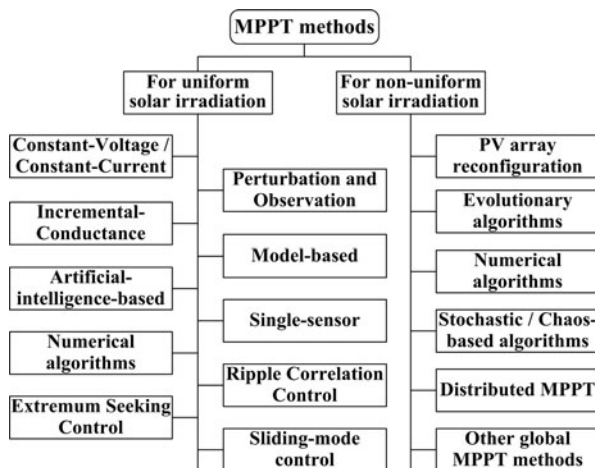 MPPT methods
For uniform
solar irradiation
For non-uniform
solar irradiation
Constant-Voltage /
Constant-Current
Perturbation and
Observation
Incremental-
Conductance
Model-based
Artificial-
intelligence-based
Single-sensor
Numerical
algorithms
Ripple Correlation
Control
Extremum Seeking
Control
Sliding-mode
control
PV array
reconfiguration
Evolutionary
algorithms
Numerical
algorithms
Stochastic / Chaos-
based algorithms
Distributed MPPT
Other global
MPPT methods